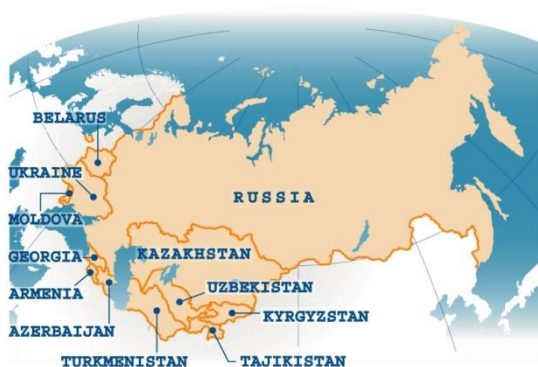 BELARUS
UKRAINE
RUSSIA
MOLDOVA
GEORGIA
KAZAKHSTAN
ARMENIA
UZBEKISTAN
AZERBAIJAN
KYRGYZSTAN
TURKMENISTAN
TAJIKISTAN